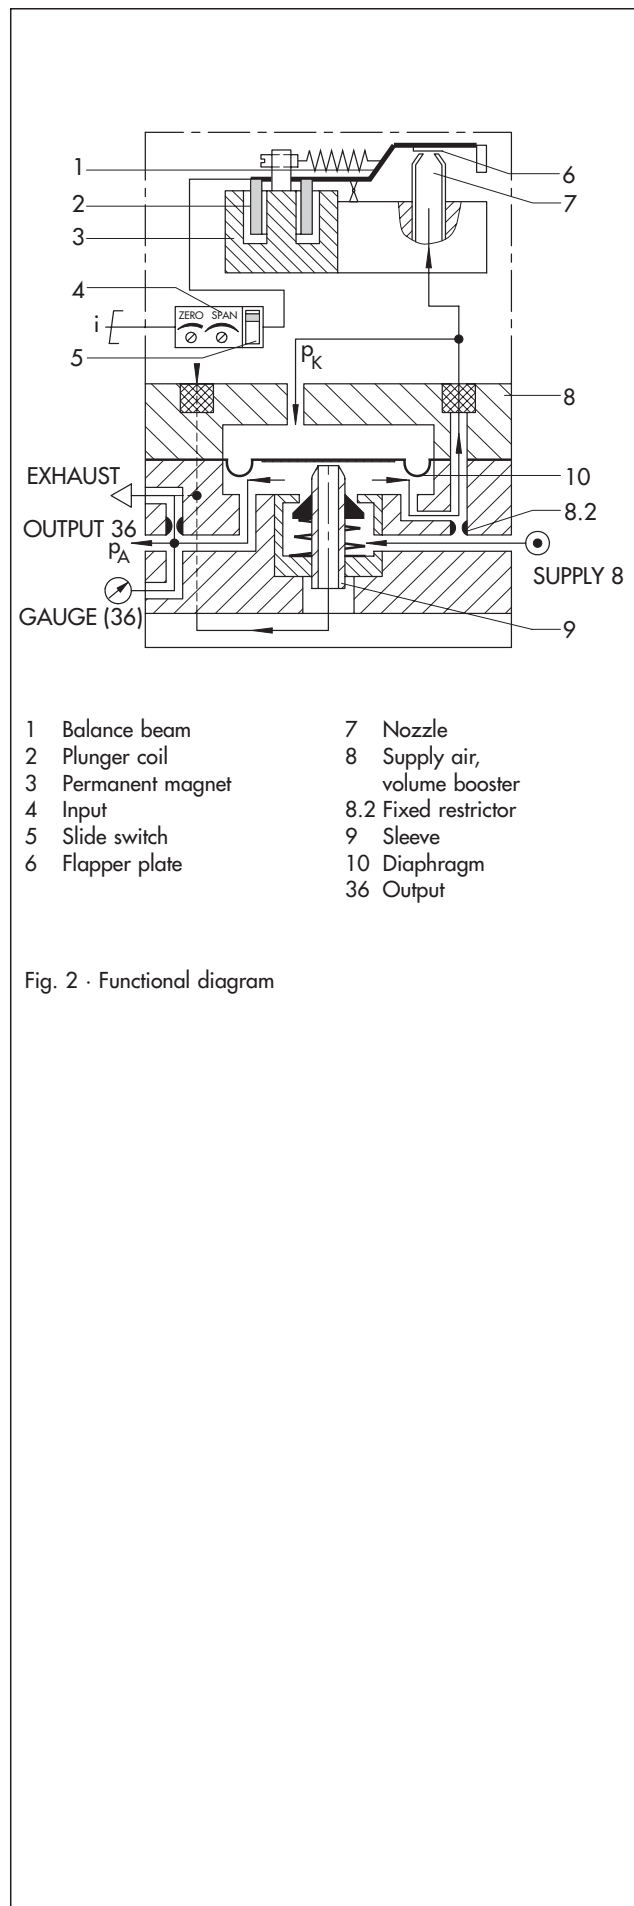 1
2
3
4
ZERO SPAN
i
5
6
7
pK
8
EXHAUST
10
OUTPUT 36
8.2
pA
SUPPLY 8
GAUGE (36)
9
1 Balance beam
2 Plunger coil
3 Permanent magnet
4 Input
5 Slide switch
6 Flapper plate
7 Nozzle
8 Supply air,
volume booster
8.2 Fixed restrictor
9 Sleeve
10 Diaphragm
36 Output
Fig. 2 · Functional diagram